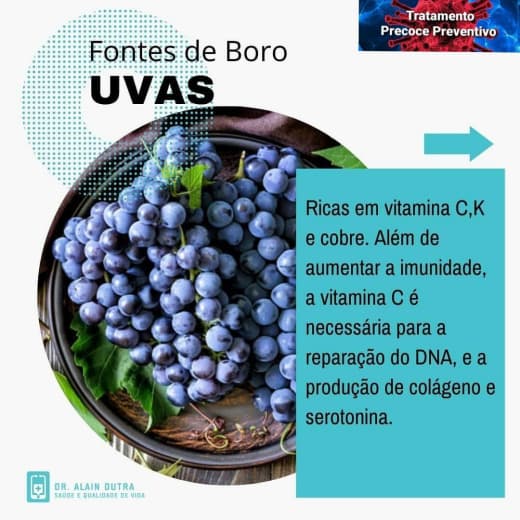 Tratamento
Precoce Preventivo
Fontes de Boro
UVAS
Ricas em vitamina C,K
e cobre. Além de
aumentar a imunidade,
a vitamina C é
necessária para a
reparação do DNA, e a
produção de colágeno e
serotonina.
DR. ALAIN DUTRA
SAÚDE E QUALIDADE DE VIDA